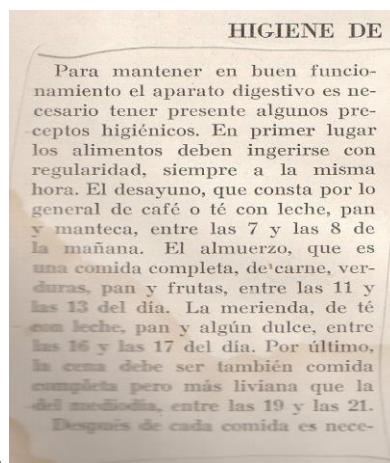 HIGIENE DE
Para mantener en buen funcio-
namiento el aparato digestivo es ne-
cesario tener presente algunos pre-
ceptos higiénicos. En primer lugar
los alimentos deben ingerirse con
regularidad, siempre a la misma
hora. El desayuno, que consta por lo
general de café o té con leche, pan
y manteca, entre las 7 y las 8 de
la mañana. El almuerzo, que es
una comida completa, de carne, ver-
duras, pan y frutas, entre las 11 y
las 13 del día. La merienda, de té
con leche, pan y algún dulce, entre
las 16 y las 17 del día. Por último,
la cena debe ser también comida
completa pero más liviana que la
del mediodía, entre las 19 y las 21.
Después de cada comida es nece-